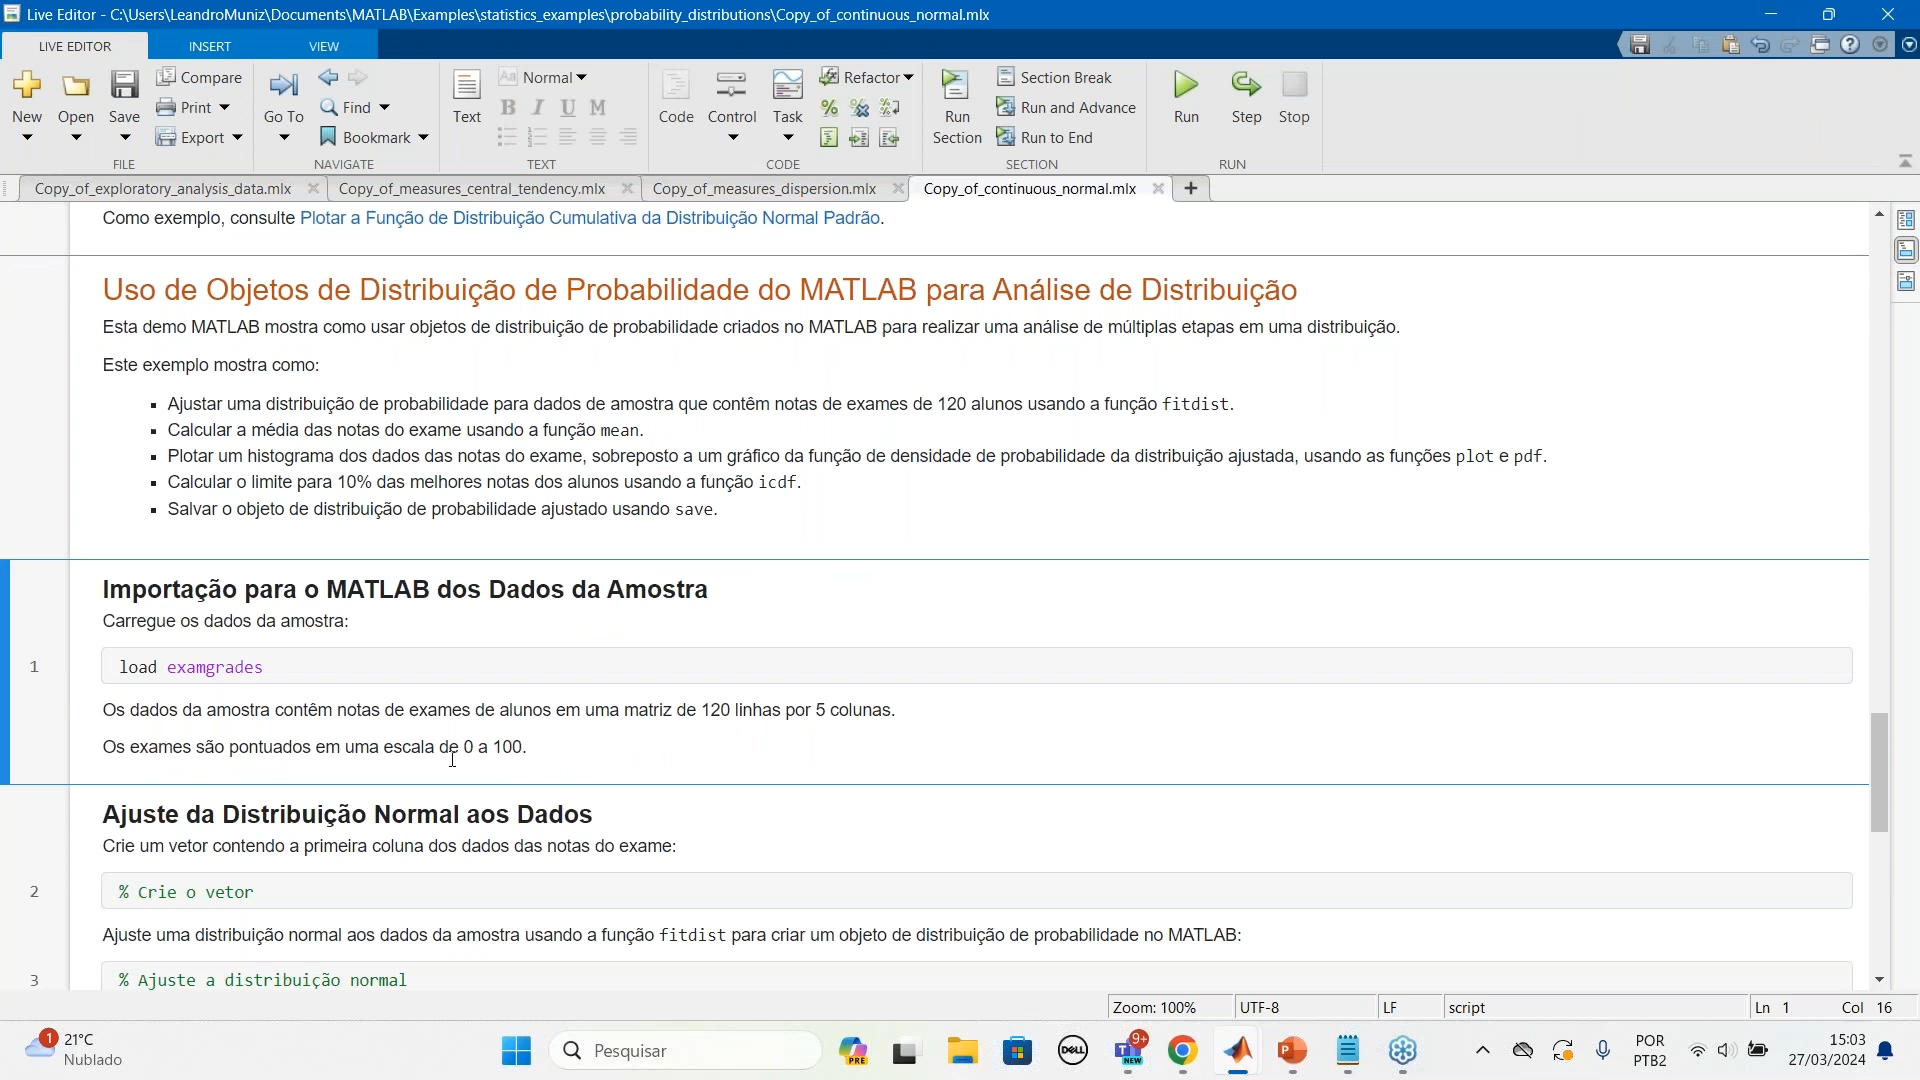 Live Editor - C:\Users\LeandroMuniz\Documents\MATLAB\Examples\statistics_examples\probability_distributions\Copy_of_continuous_normal.mlx
LIVE EDITOR INSERT VIEW
New Open Save Compare Print Export FILE
Go To Find Bookmark NAVIGATE
Text Aa Normal B I U M TEXT
Code Control Task Refactor CODE
Run Section Section Break Run and Advance Run to End SECTION
Run Step Stop RUN
Copy_of_exploratory_analysis_data.mlx Copy_of_measures_central_tendency.mlx Copy_of_measures_dispersion.mlx Copy_of_continuous_normal.mlx
Como exemplo, consulte Plotar a Função de Distribuição Cumulativa da Distribuição Normal Padrão.
Uso de Objetos de Distribuição de Probabilidade do MATLAB para Análise de Distribuição
Esta demo MATLAB mostra como usar objetos de distribuição de probabilidade criados no MATLAB para realizar uma análise de múltiplas etapas em uma distribuição.
Este exemplo mostra como:
▪ Ajustar uma distribuição de probabilidade para dados de amostra que contêm notas de exames de 120 alunos usando a função fitdist.
▪ Calcular a média das notas do exame usando a função mean.
▪ Plotar um histograma dos dados das notas do exame, sobreposto a um gráfico da função de densidade de probabilidade da distribuição ajustada, usando as funções plot e pdf.
▪ Calcular o limite para 10% das melhores notas dos alunos usando a função icdf.
▪ Salvar o objeto de distribuição de probabilidade ajustado usando save.
Importação para o MATLAB dos Dados da Amostra
Carregue os dados da amostra:
1 load examgrades
Os dados da amostra contêm notas de exames de alunos em uma matriz de 120 linhas por 5 colunas.
Os exames são pontuados em uma escala de 0 a 100.
Ajuste da Distribuição Normal aos Dados
Crie um vetor contendo a primeira coluna dos dados das notas do exame:
2 % Crie o vetor
Ajuste uma distribuição normal aos dados da amostra usando a função fitdist para criar um objeto de distribuição de probabilidade no MATLAB:
3 % Ajuste a distribuição normal
Zoom: 100% UTF-8 LF script Ln 1 Col 16
1 21°C
Nublado
Pesquisar
PRE
DELL
9+
NEW
POR
PTB2
15:03
27/03/2024